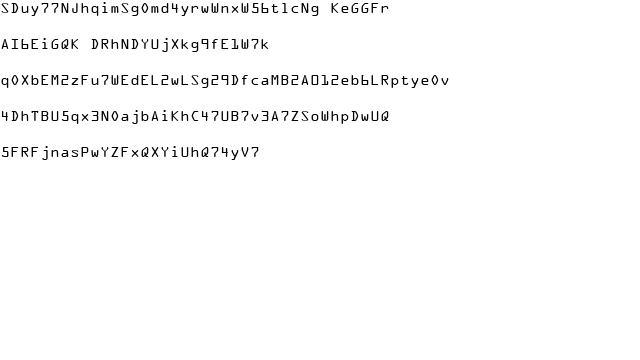 SDuy77NJhqimSg0md4yrwWnxW56tlcNg KeGGFr
AI6EiGQK DRhNDYUjXkg9fE1W7k
q0XbEM2zFu7WEdEL2wLSg29DfcaMB2AO12eb6LRptye0v
4DhTBU5qx3N0ajbAiKhC47UB7v3A7ZSoWhpDwUQ
5FRFjnasPwYZFxQXYiUhQ74yV7